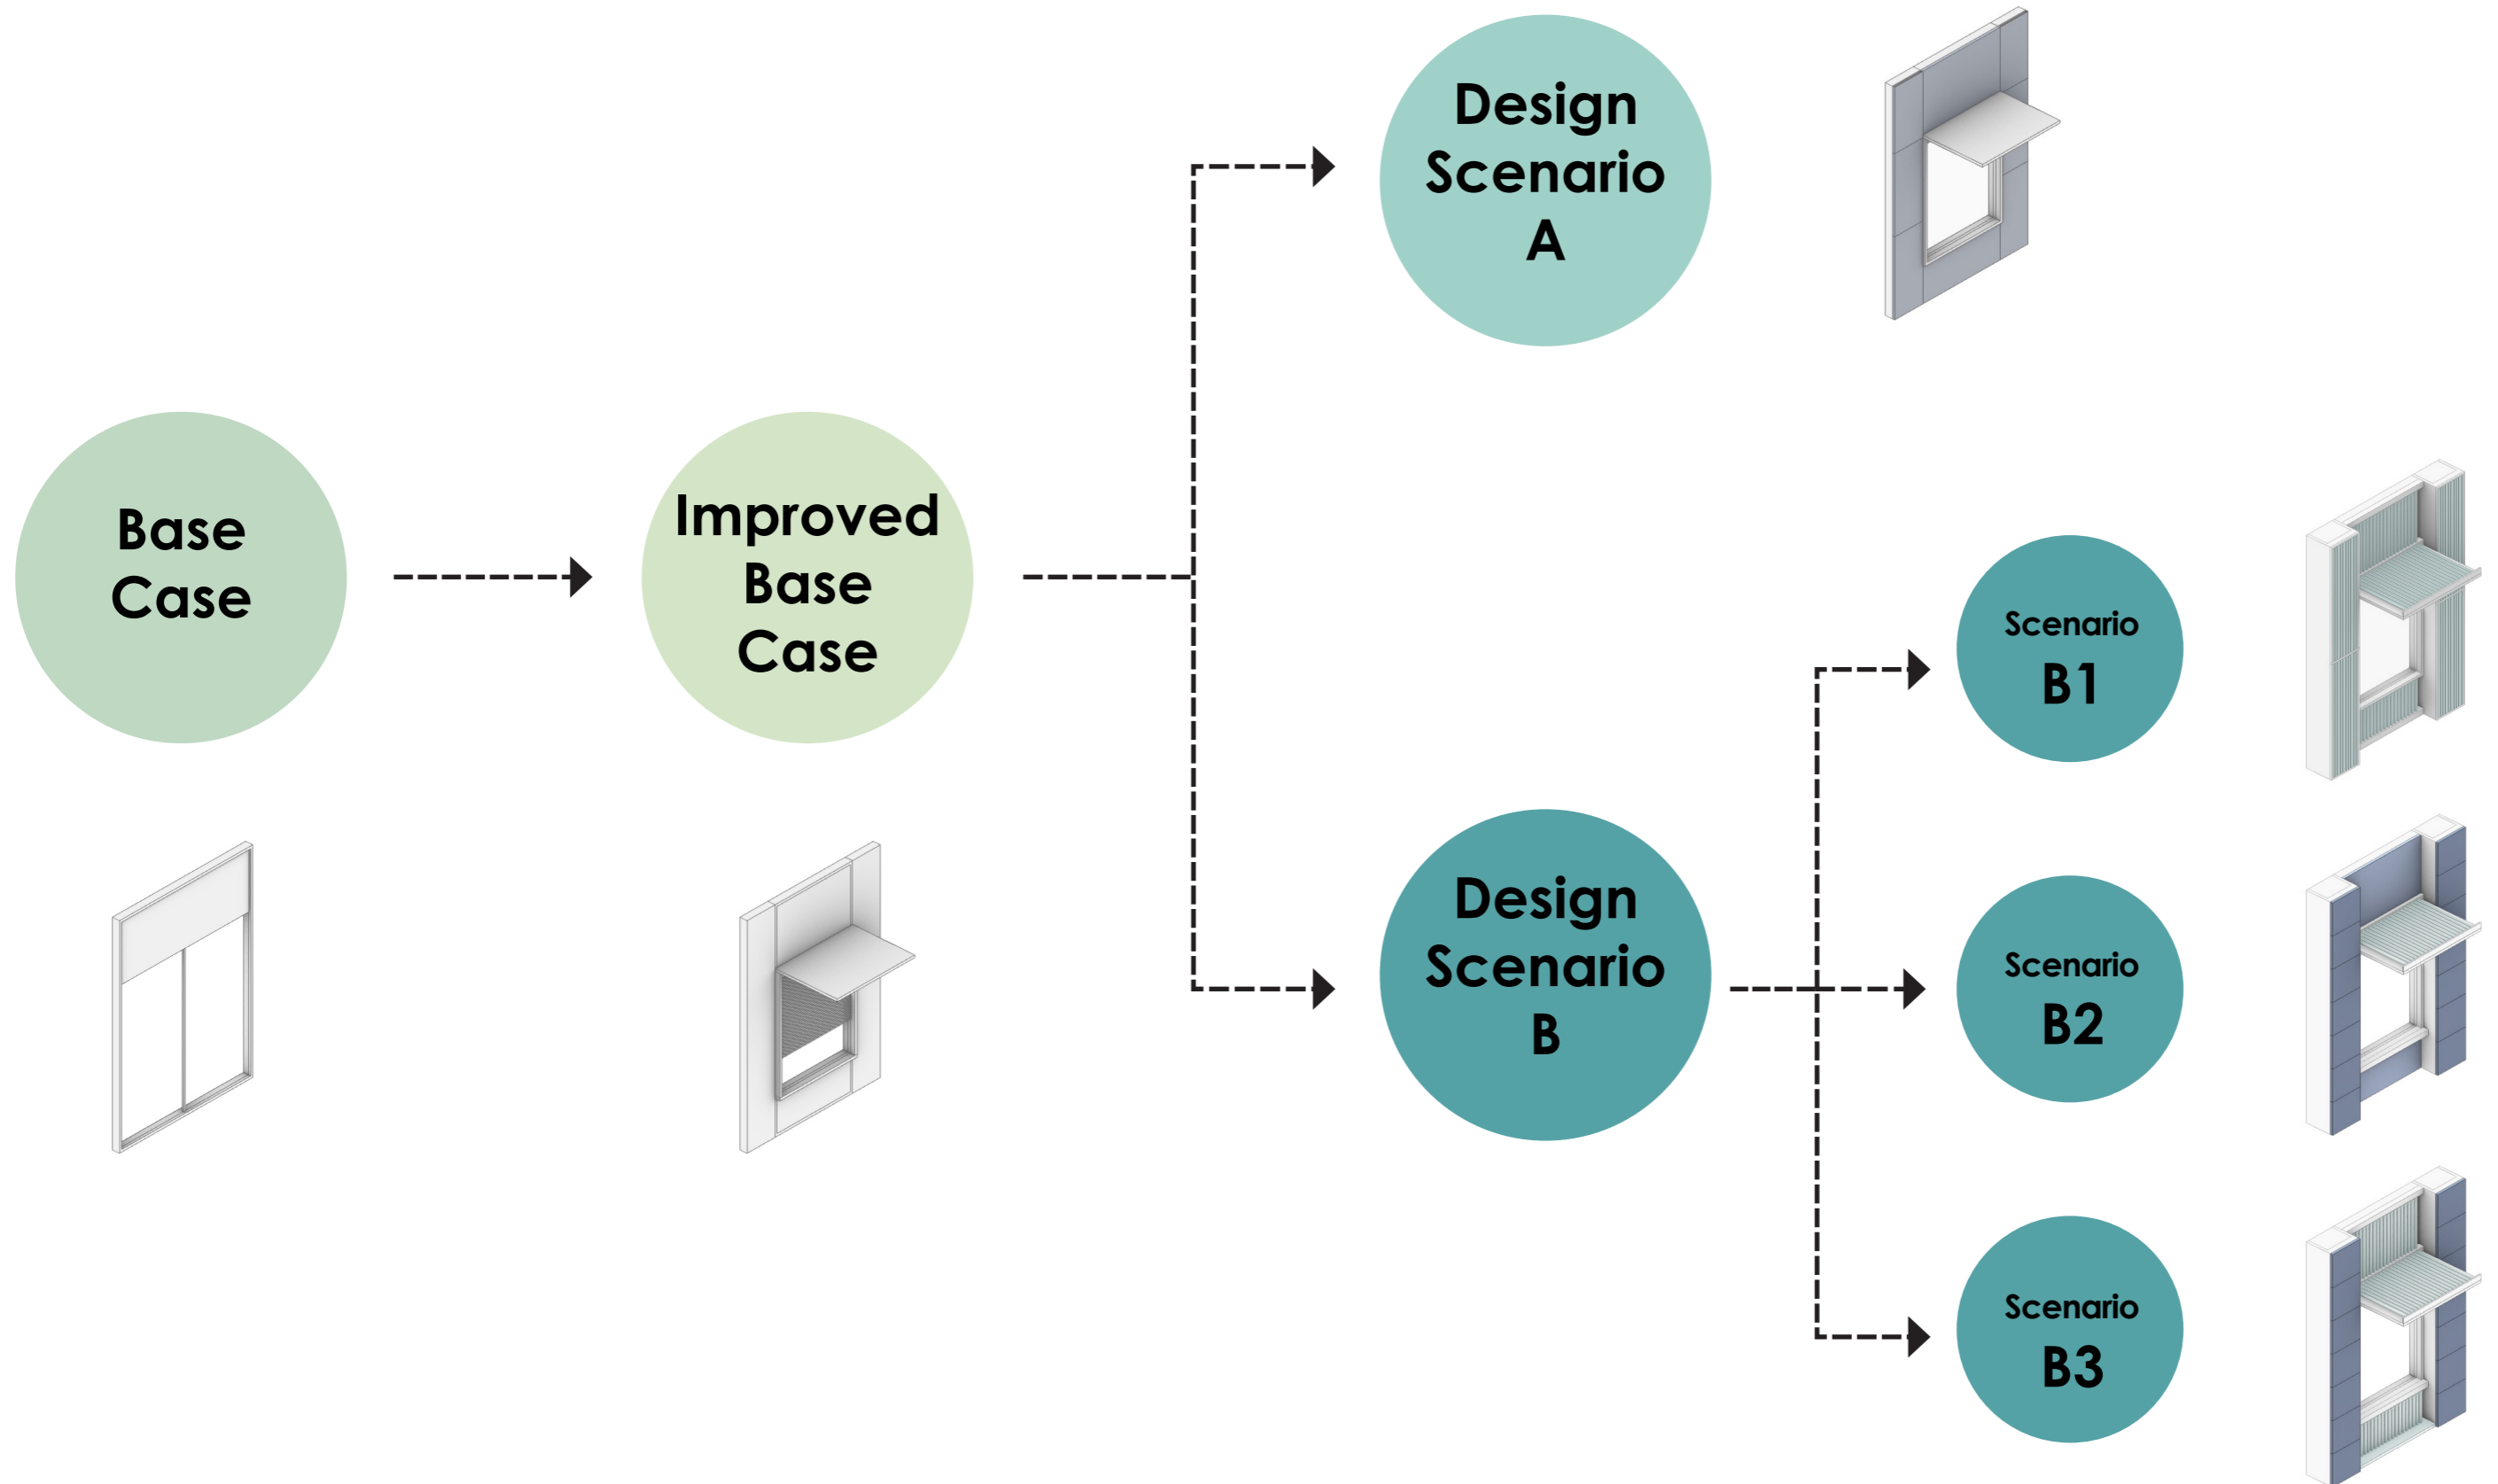 Base
Case
Improved
Base
Case
Design
Scenario
A
Design
Scenario
B
Scenario
B1
Scenario
B2
Scenario
B3